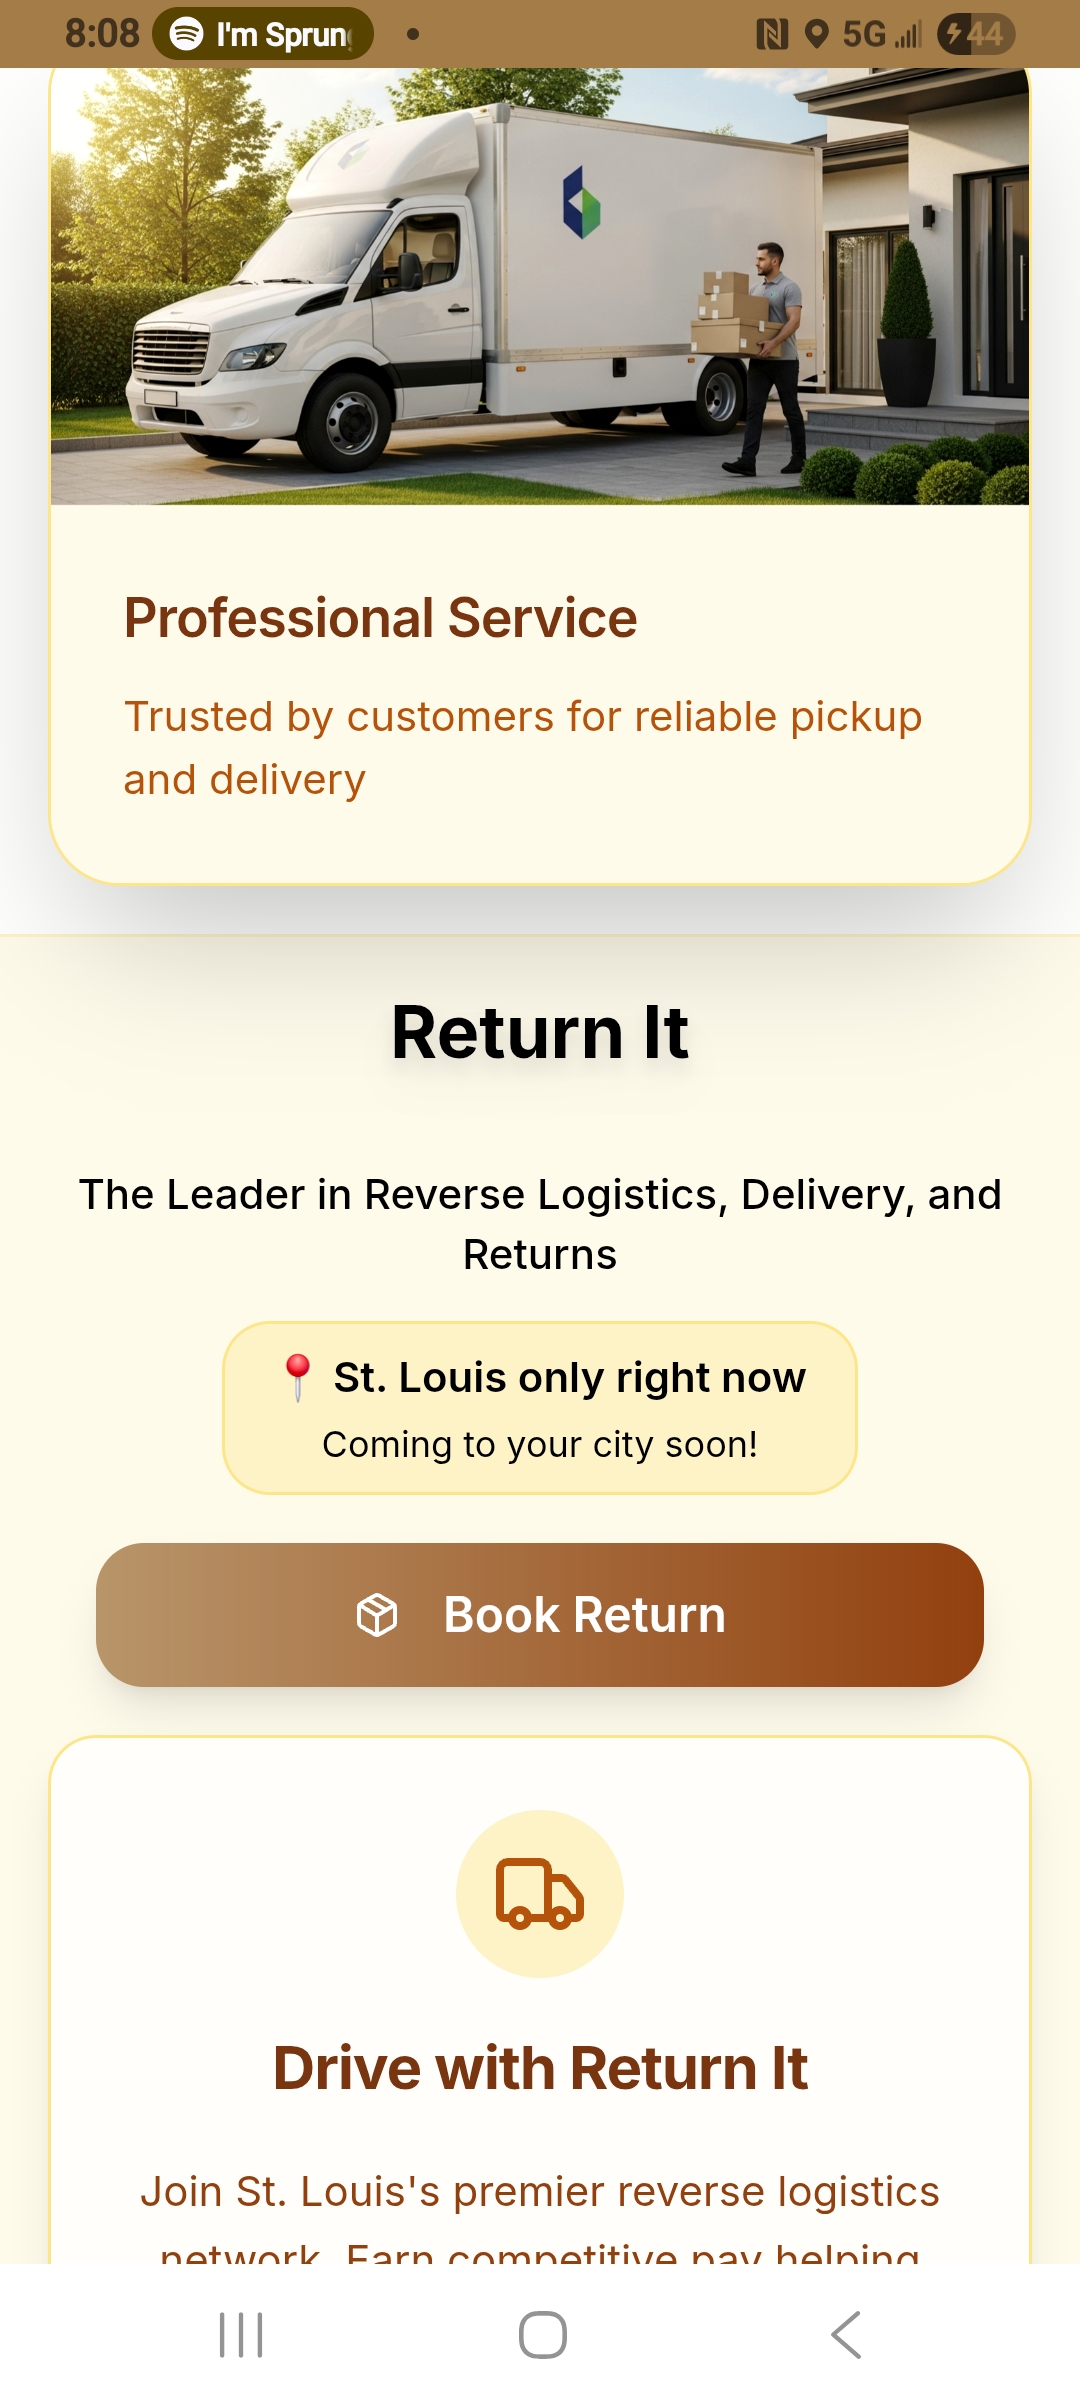 8:08
I'm Sprun
5G
44
Professional Service
Trusted by customers for reliable pickup
and delivery
Return It
The Leader in Reverse Logistics, Delivery, and
Returns
📍 St. Louis only right now
Coming to your city soon!
Book Return
Drive with Return It
Join St. Louis's premier reverse logistics
network. Earn competitive pay helping